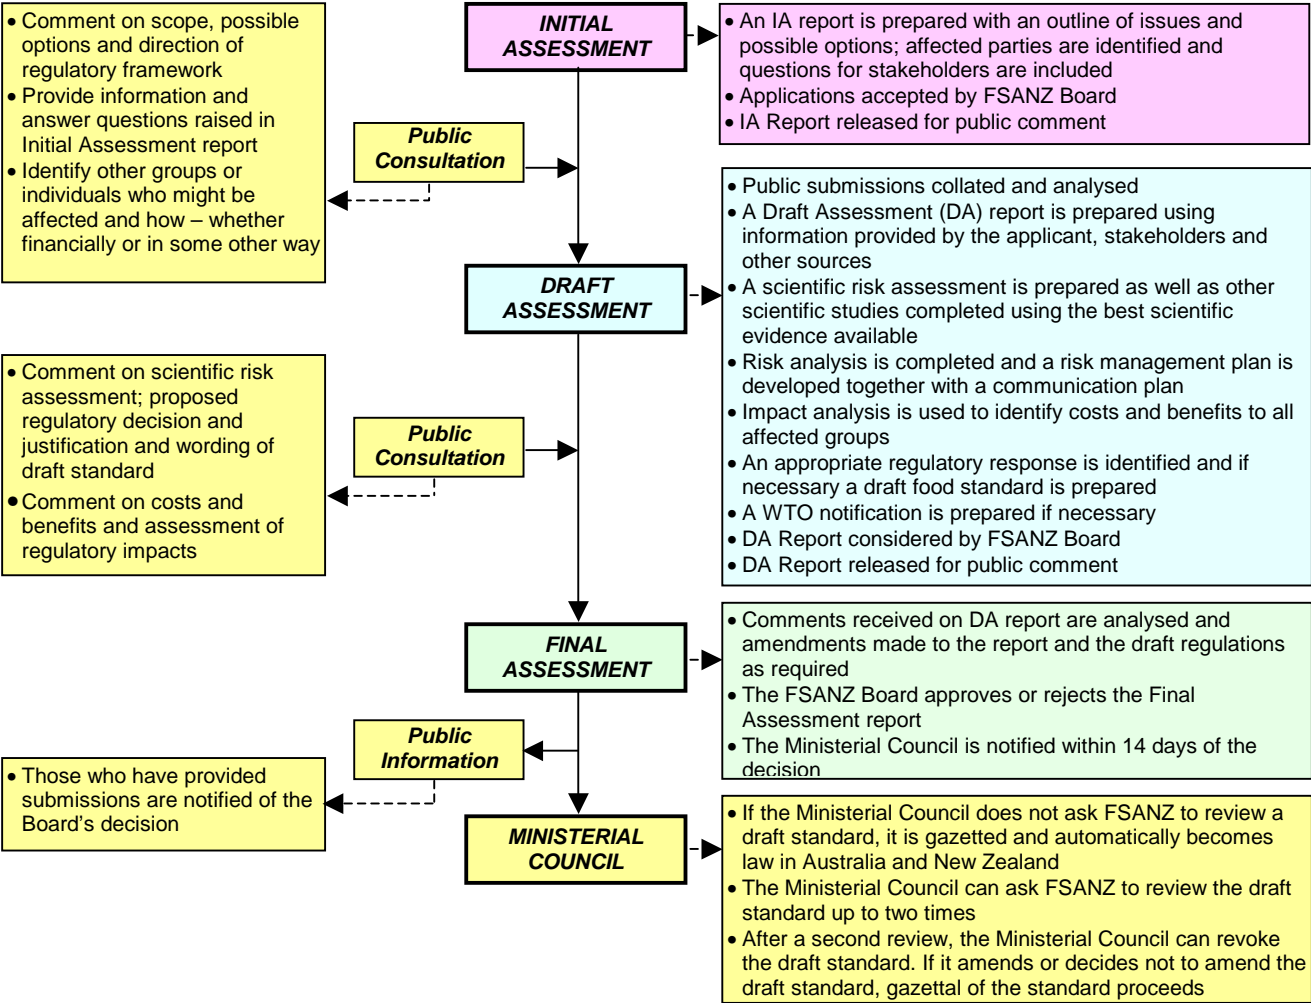 INITIAL
ASSESSMENT
• An IA report is prepared with an outline of issues and
possible options; affected parties are identified and
questions for stakeholders are included
• Applications accepted by FSANZ Board
• IA Report released for public comment
• Comment on scope, possible
options and direction of
regulatory framework
• Provide information and
answer questions raised in
Initial Assessment report
• Identify other groups or
individuals who might be
affected and how – whether
financially or in some other way
Public
Consultation
DRAFT
ASSESSMENT
• Public submissions collated and analysed
• A Draft Assessment (DA) report is prepared using
information provided by the applicant, stakeholders and
other sources
• A scientific risk assessment is prepared as well as other
scientific studies completed using the best scientific
evidence available
• Risk analysis is completed and a risk management plan is
developed together with a communication plan
• Impact analysis is used to identify costs and benefits to all
affected groups
• An appropriate regulatory response is identified and if
necessary a draft food standard is prepared
• A WTO notification is prepared if necessary
• DA Report considered by FSANZ Board
• DA Report released for public comment
• Comment on scientific risk
assessment; proposed
regulatory decision and
justification and wording of
draft standard
• Comment on costs and
benefits and assessment of
regulatory impacts
Public
Consultation
FINAL
ASSESSMENT
• Comments received on DA report are analysed and
amendments made to the report and the draft regulations
as required
• The FSANZ Board approves or rejects the Final
Assessment report
• The Ministerial Council is notified within 14 days of the
decision
Public
Information
• Those who have provided
submissions are notified of the
Board's decision
MINISTERIAL
COUNCIL
• If the Ministerial Council does not ask FSANZ to review a
draft standard, it is gazetted and automatically becomes
law in Australia and New Zealand
• The Ministerial Council can ask FSANZ to review the draft
standard up to two times
• After a second review, the Ministerial Council can revoke
the draft standard. If it amends or decides not to amend the
draft standard, gazettal of the standard proceeds